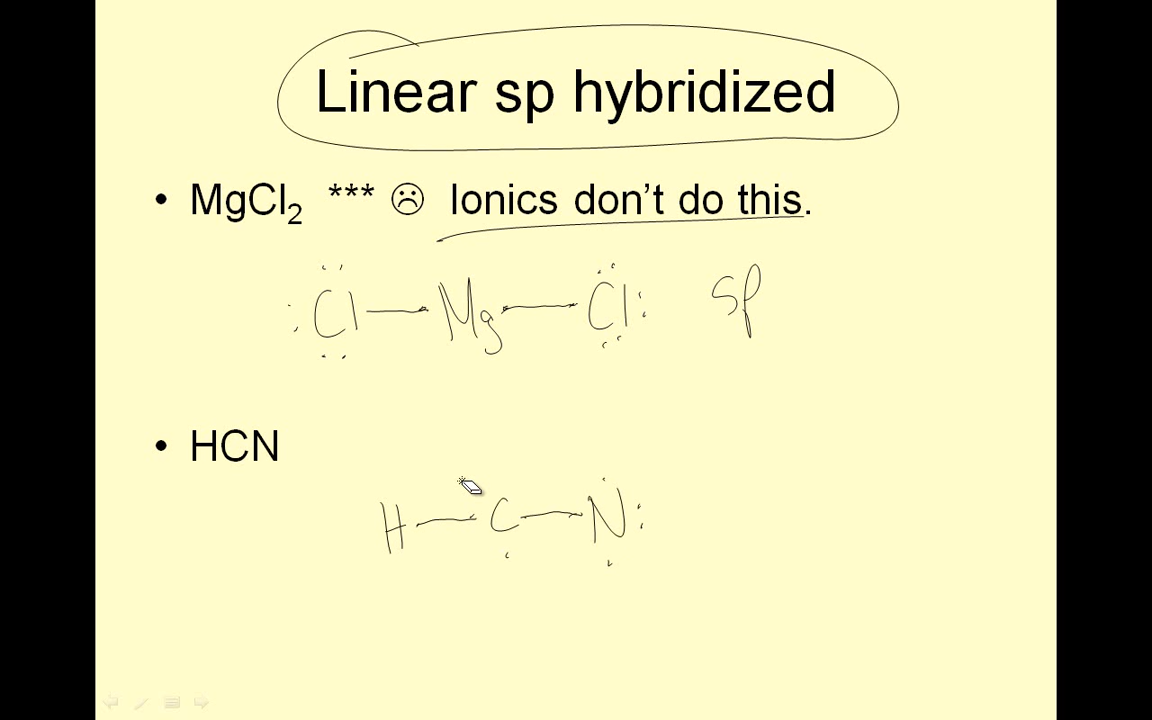 Linear sp hybridized
• MgCl₂ *** ☹ Ionics don't do this.
:Cl—Mg—Cl: sp
• HCN
H—C—N: